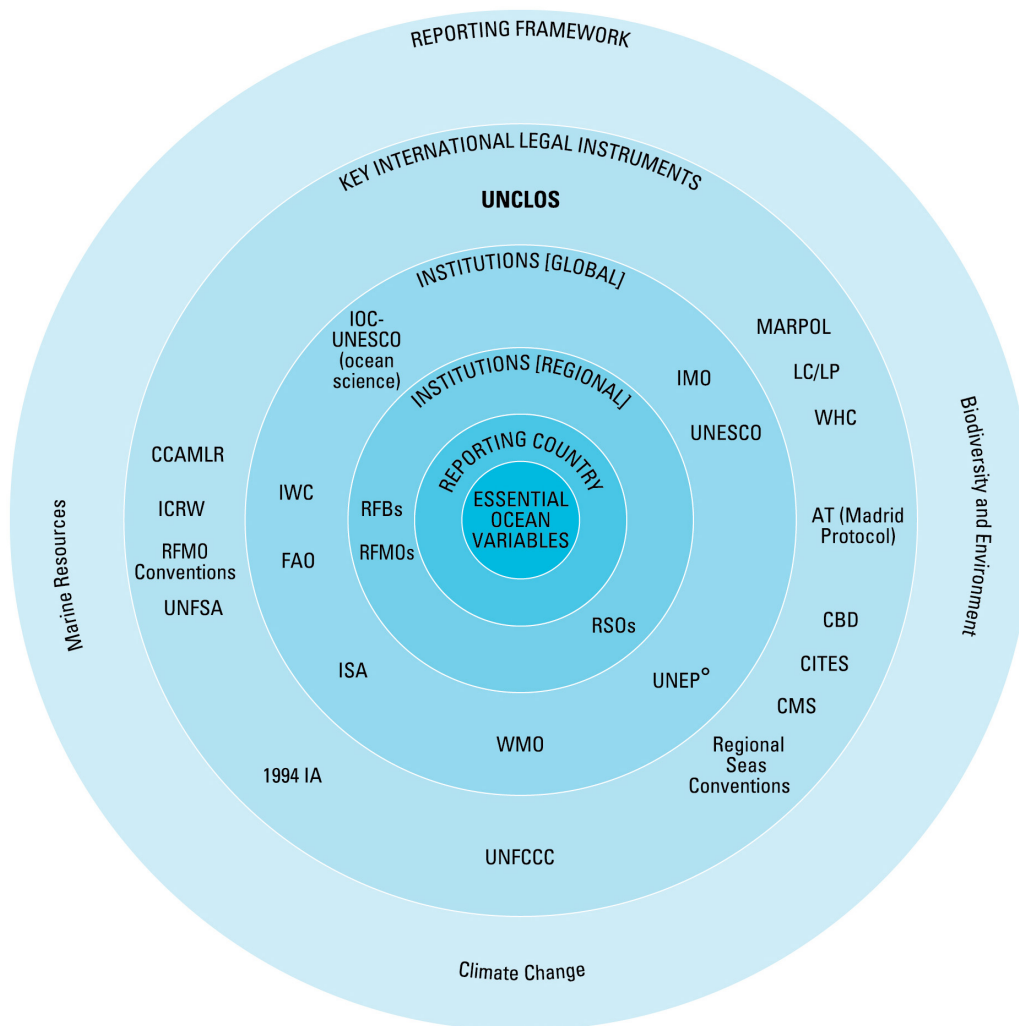 REPORTING FRAMEWORK
KEY INTERNATIONAL LEGAL INSTRUMENTS
UNCLOS
INSTITUTIONS [GLOBAL]
IOC-
UNESCO
(ocean
science)
MARPOL
INSTITUTIONS [REGIONAL]
IMO
LC/LP
WHC
UNESCO
REPORTING COUNTRY
CCAMLR
ICRW
RFMO
Conventions
UNFSA
IWC
FAO
RFBs
RFMOs
ESSENTIAL
OCEAN
VARIABLES
AT (Madrid
Protocol)
Marine Resources
Biodiversity and Environment
RSOs
CBD
CITES
CMS
ISA
UNEP°
WMO
Regional
Seas
Conventions
1994 IA
UNFCCC
Climate Change